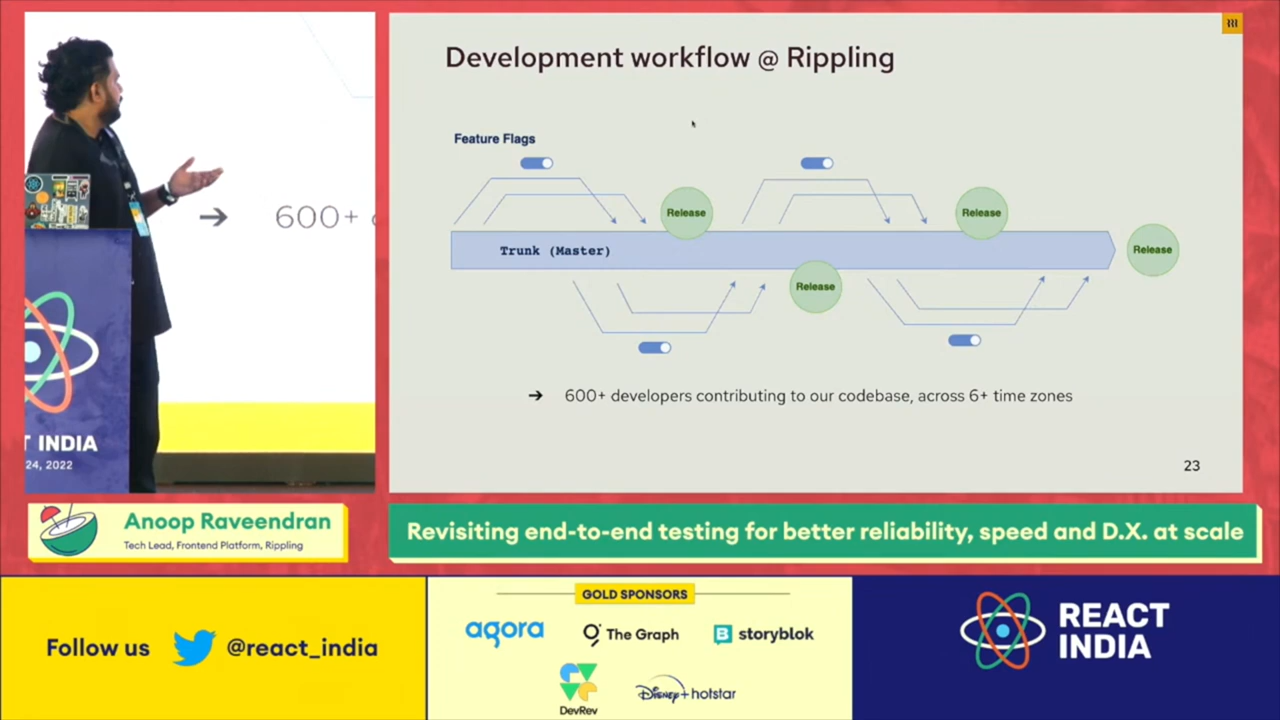 Development workflow @ Rippling
Feature Flags
Release
Release
Trunk (Master)
Release
Release
➔ 600+ developers contributing to our codebase, across 6+ time zones
23
➔ 600+
T INDIA
24, 2022
Anoop Raveendran
Tech Lead, Frontend Platform, Rippling
Revisiting end-to-end testing for better reliability, speed and D.X. at scale
Follow us @react_india
GOLD SPONSORS
agora
The Graph
storyblok
DevRev
Disney+ hotstar
REACT
INDIA